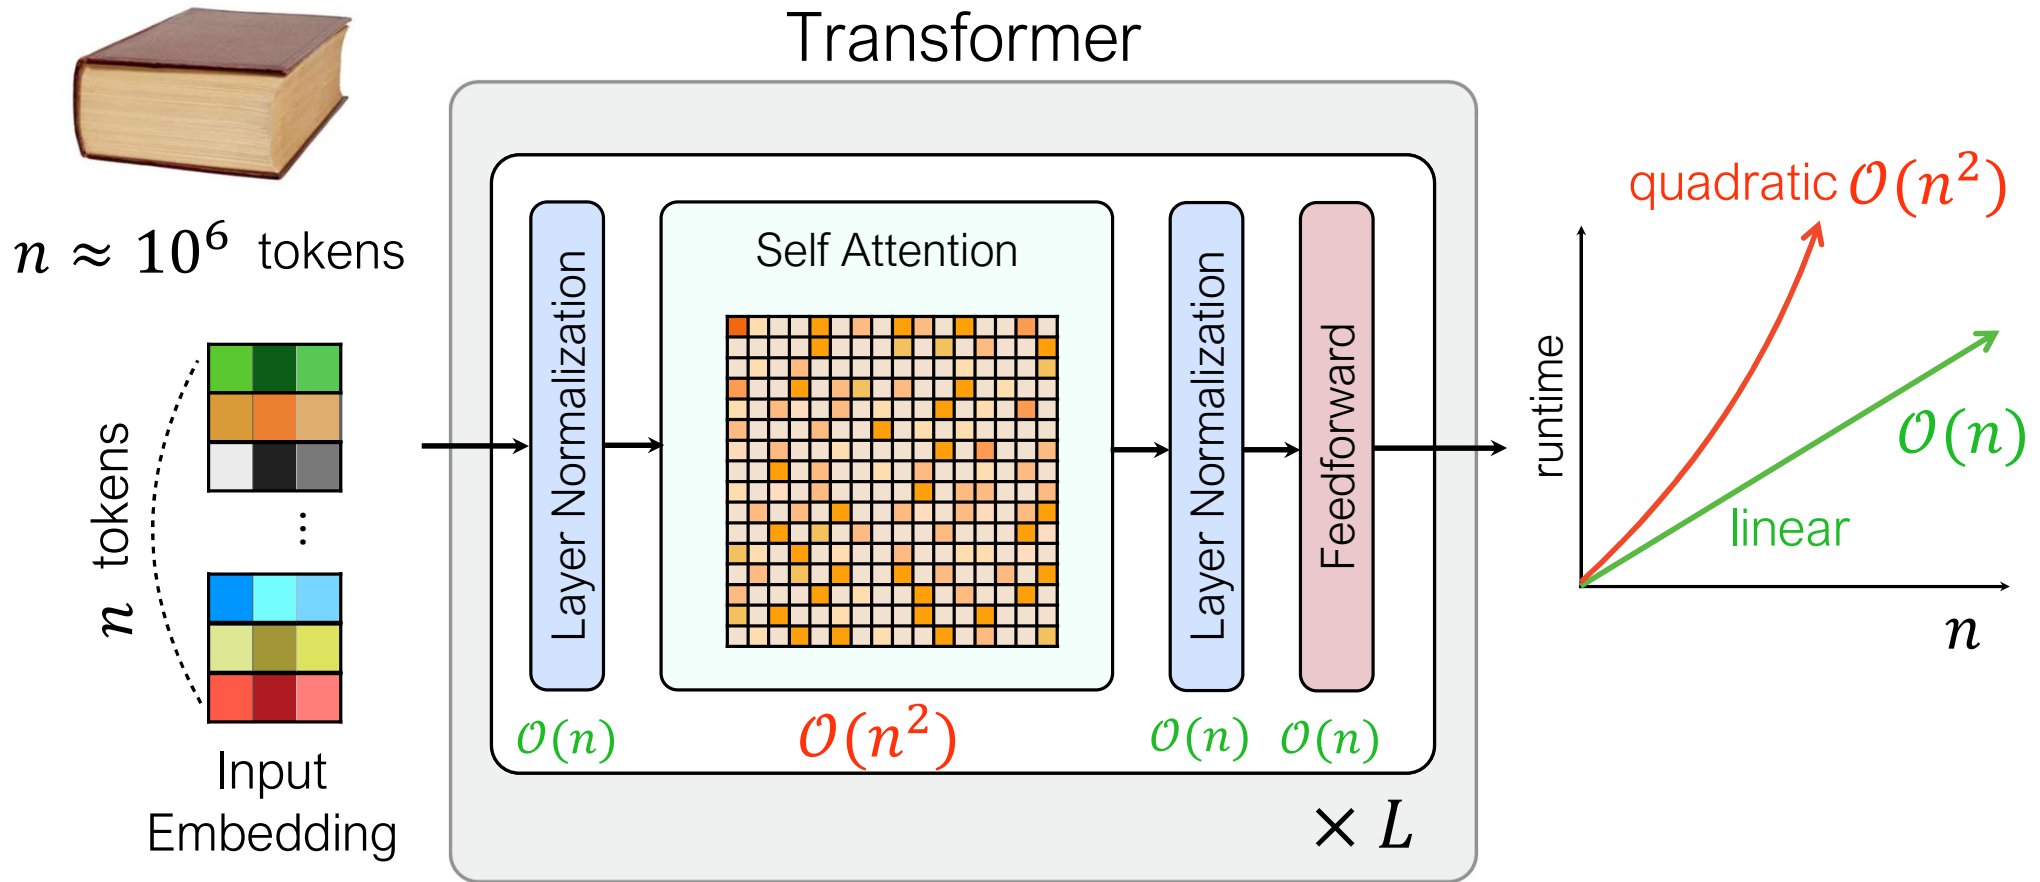 Transformer
n ≈ 10⁶ tokens
n tokens
...
Input
Embedding
Layer Normalization
Self Attention
Layer Normalization
Feedforward
𝒪(n)
𝒪(n²)
𝒪(n)
𝒪(n)
× L
quadratic 𝒪(n²)
runtime
𝒪(n)
linear
n